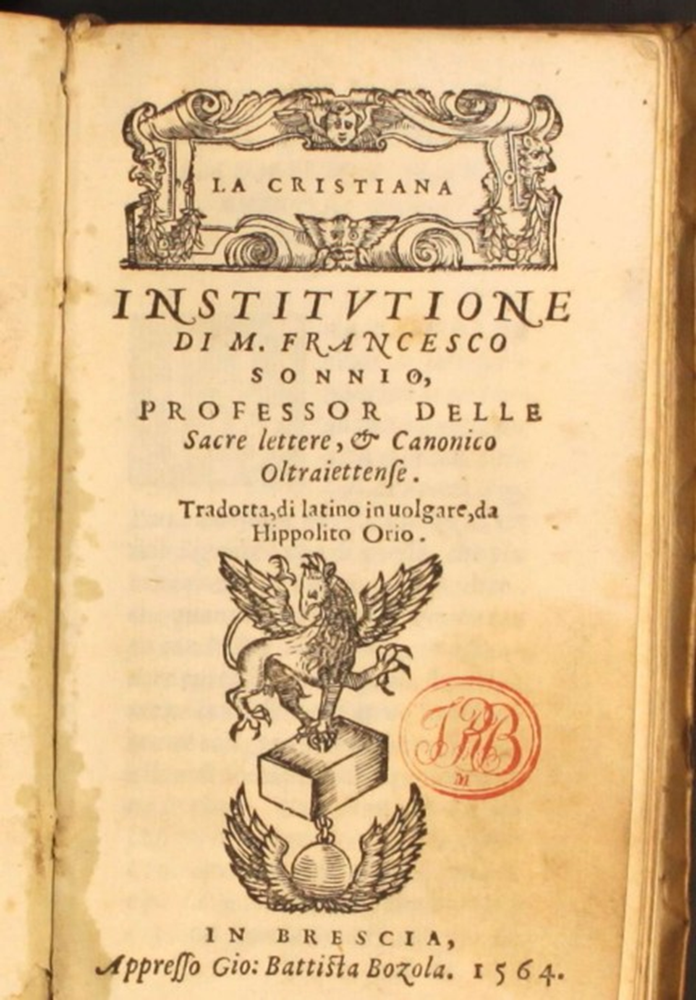 LA CRISTIANA
INSTITVTIONE
DI M. FRANCESCO
SONNIO,
PROFESSOR DELLE
Sacre lettere, & Canonico
Oltraiettenſe.
Tradotta, di latino in uolgare, da
Hippolito Orio.
IN BRESCIA,
Appreſſo Gio: Battiſta Bozola. 1564.